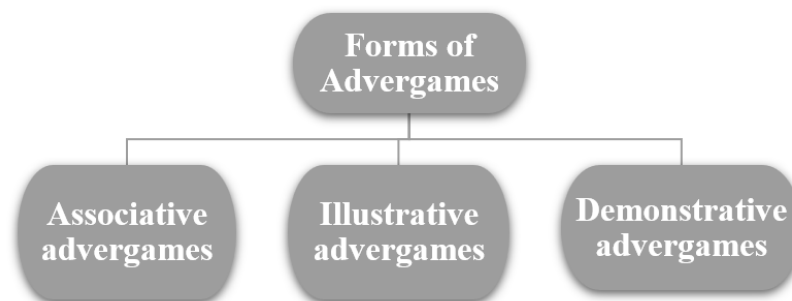 Forms of
Advergames
Associative
advergames
Illustrative
advergames
Demonstrative
advergames